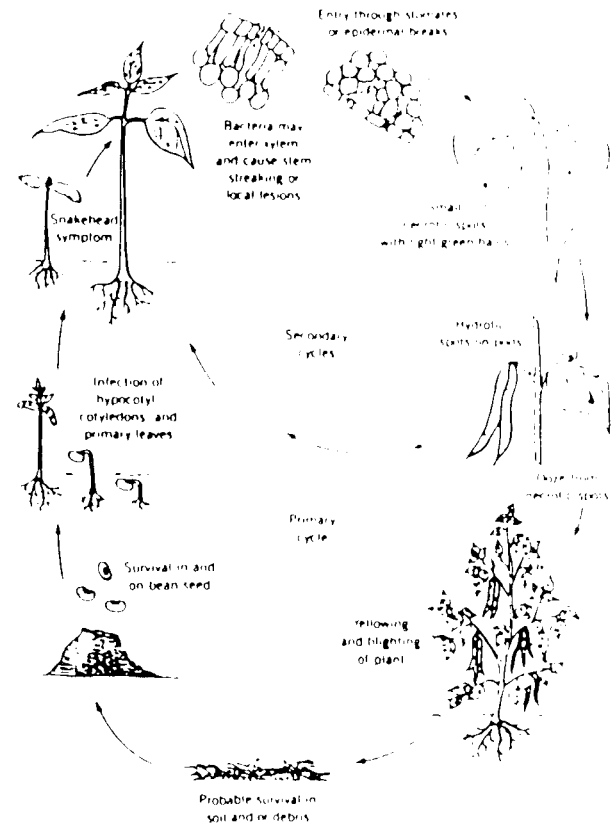 Entry through stomates
or epidermal breaks
Bacteria may
enter xylem
and cause stem
streaking or
local lesions
Snakehead
symptom
small
necrotic spots
with light green halos
Secondary
cycles
Hydrotic
spots on pods
Infection of
hypocotyl
cotyledons and
primary leaves
Ooze from
necrotic spots
Primary
cycle
Survival in and
on bean seed
Yellowing
and blighting
of plant
Probable survival in
soil and or debris